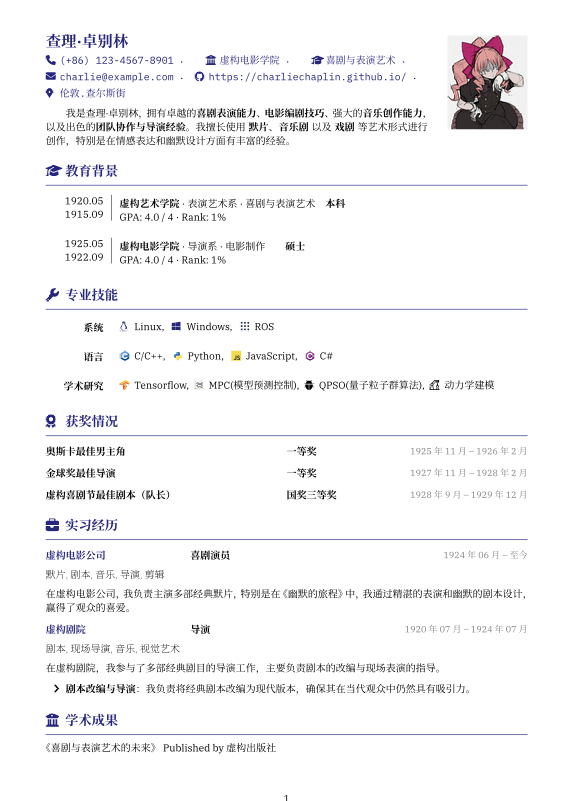 查理·卓别林
(+86) 123-4567-8901 · 虚构电影学院 · 喜剧与表演艺术 ·
charlie@example.com · https://charliechaplin.github.io/ ·
伦敦,查尔斯街
我是查理·卓别林, 拥有卓越的喜剧表演能力、电影编剧技巧、强大的音乐创作能力,
以及出色的团队协作与导演经验。我擅长使用 默片、音乐剧 以及 戏剧 等艺术形式进行
创作, 特别是在情感表达和幽默设计方面有丰富的经验。
教育背景
1920.05 虚构艺术学院 · 表演艺术系 · 喜剧与表演艺术 本科
1915.09 GPA: 4.0 / 4 · Rank: 1%
1925.05 虚构电影学院 · 导演系 · 电影制作 硕士
1922.09 GPA: 4.0 / 4 · Rank: 1%
专业技能
系统 Linux, Windows, ROS
语言 C/C++, Python, JavaScript, C#
学术研究 Tensorflow, MPC(模型预测控制), QPSO(量子粒子群算法), 动力学建模
获奖情况
奥斯卡最佳男主角 一等奖 1925 年 11 月 – 1926 年 2 月
金球奖最佳导演 一等奖 1927 年 11 月 – 1928 年 2 月
虚构喜剧节最佳剧本（队长） 国奖三等奖 1928 年 9 月 – 1929 年 12 月
实习经历
虚构电影公司 喜剧演员 1924 年 06 月 – 至今
默片, 剧本, 音乐, 导演, 剪辑
在虚构电影公司, 我负责主演多部经典默片, 特别是在《幽默的旅程》中, 我通过精湛的表演和幽默的剧本设计,
赢得了观众的喜爱。
虚构剧院 导演 1920 年 07 月 – 1924 年 07 月
剧本, 现场导演, 音乐, 视觉艺术
在虚构剧院, 我参与了多部经典剧目的导演工作, 主要负责剧本的改编与现场表演的指导。
剧本改编与导演: 我负责将经典剧本改编为现代版本, 确保其在当代观众中仍然具有吸引力。
学术成果
《喜剧与表演艺术的未来》 Published by 虚构出版社
1